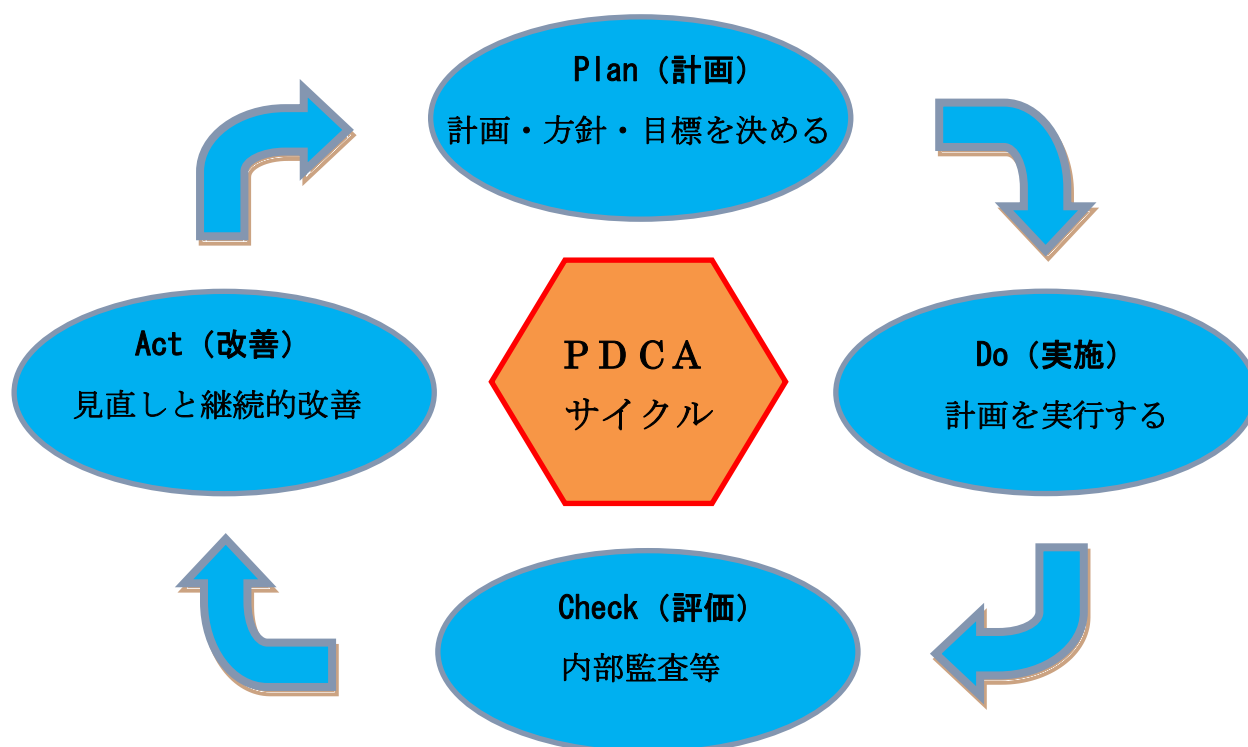 Plan（計画）
計画・方針・目標を決める
Act（改善）
見直しと継続的改善
ＰＤＣＡ
サイクル
Do（実施）
計画を実行する
Check（評価）
内部監査等